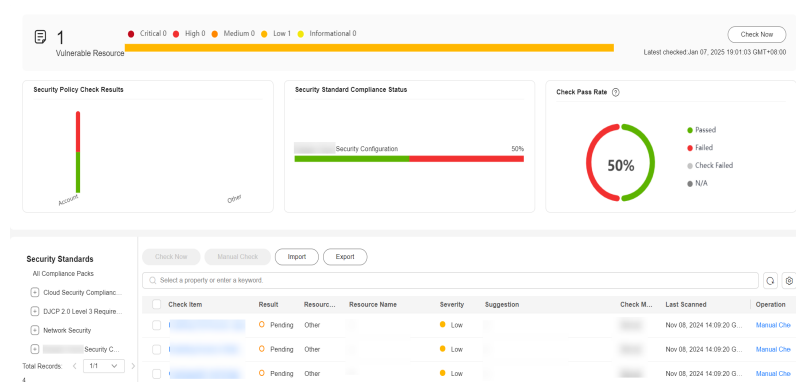 1
Vulnerable Resource
Critical 0 High 0 Medium 0 Low 1 Informational 0
Check Now
Latest checked:Jan 07, 2025 19:01:03 GMT+08:00
Security Policy Check Results
Account
Other
Security Standard Compliance Status
Security Configuration 50%
Check Pass Rate ?
50%
Passed
Failed
Check Failed
N/A
Security Standards
All Compliance Packs
Cloud Security Complianc...
DJCP 2.0 Level 3 Require...
Network Security
Security C...
Total Records: 1/1
4
Check Now Manual Check Import Export
Select a property or enter a keyword.
Check Item Result Resourc... Resource Name Severity Suggestion Check M... Last Scanned Operation
Pending Other Low Nov 08, 2024 14:09:20 G... Manual Che
Pending Other Low Nov 08, 2024 14:09:20 G... Manual Che
Pending Other Low Nov 08, 2024 14:09:20 G... Manual Che